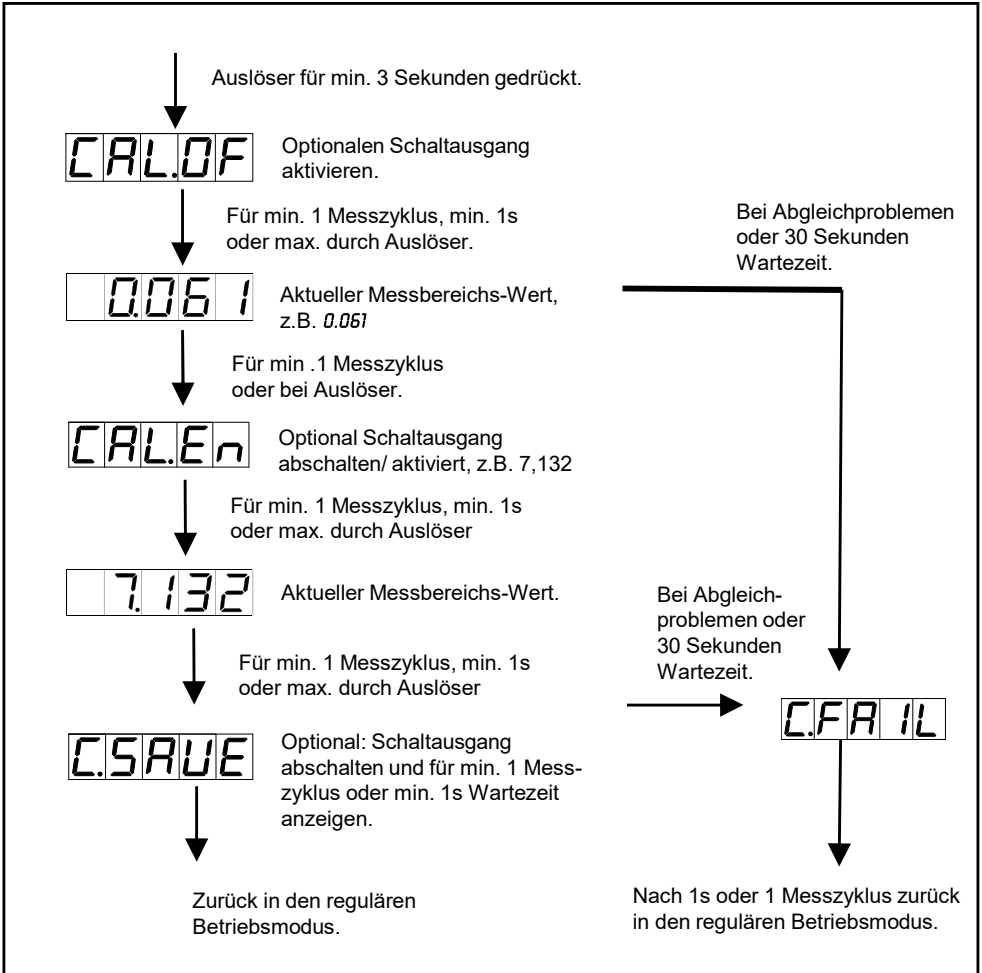 Auslöser für min. 3 Sekunden gedrückt.
CAL.OF
Optionalen Schaltausgang
aktivieren.
Für min. 1 Messzyklus, min. 1s
oder max. durch Auslöser.
Bei Abgleichproblemen
oder 30 Sekunden
Wartezeit.
0.061
Aktueller Messbereichs-Wert,
z.B. 0.061
Für min .1 Messzyklus
oder bei Auslöser.
CAL.En
Optional Schaltausgang
abschalten/ aktiviert, z.B. 7,132
Für min. 1 Messzyklus, min. 1s
oder max. durch Auslöser
7.132
Aktueller Messbereichs-Wert.
Bei Abgleich-
problemen oder
30 Sekunden
Wartezeit.
Für min. 1 Messzyklus, min. 1s
oder max. durch Auslöser
C.FAIL
C.SAUE
Optional: Schaltausgang
abschalten und für min. 1 Mess-
zyklus oder min. 1s Wartezeit
anzeigen.
Zurück in den regulären
Betriebsmodus.
Nach 1s oder 1 Messzyklus zurück
in den regulären Betriebsmodus.